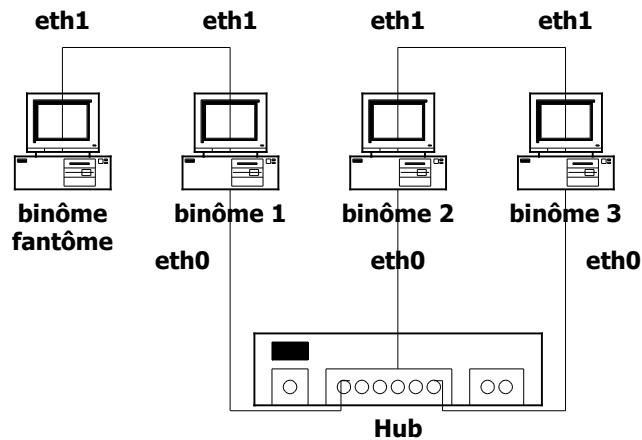 eth1
eth1
eth1
eth1
binôme
fantôme
binôme 1
binôme 2
binôme 3
eth0
eth0
eth0
Hub